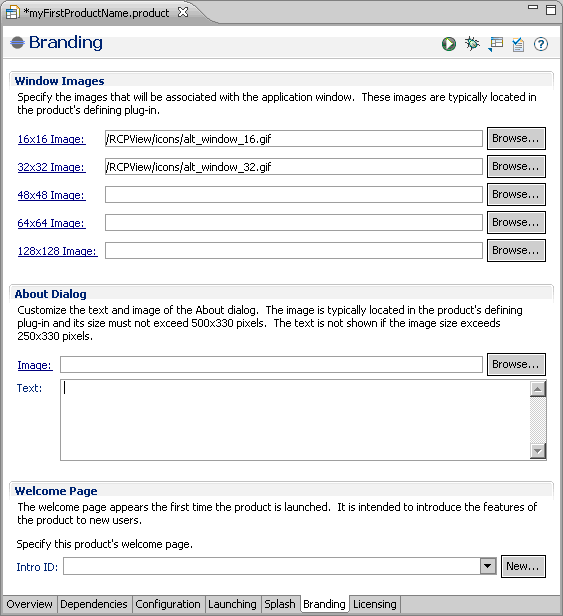 *myFirstProductName.product
Branding
Window Images
Specify the images that will be associated with the application window. These images are typically located in
the product's defining plug-in.
16x16 Image: /RCPView/icons/alt_window_16.gif Browse...
32x32 Image: /RCPView/icons/alt_window_32.gif Browse...
48x48 Image: Browse...
64x64 Image: Browse...
128x128 Image: Browse...
About Dialog
Customize the text and image of the About dialog. The image is typically located in the product's defining
plug-in and its size must not exceed 500x330 pixels. The text is not shown if the image size exceeds
250x330 pixels.
Image: Browse...
Text:
Welcome Page
The welcome page appears the first time the product is launched. It is intended to introduce the features of
the product to new users.
Specify this product's welcome page.
Intro ID: New...
Overview Dependencies Configuration Launching Splash Branding Licensing